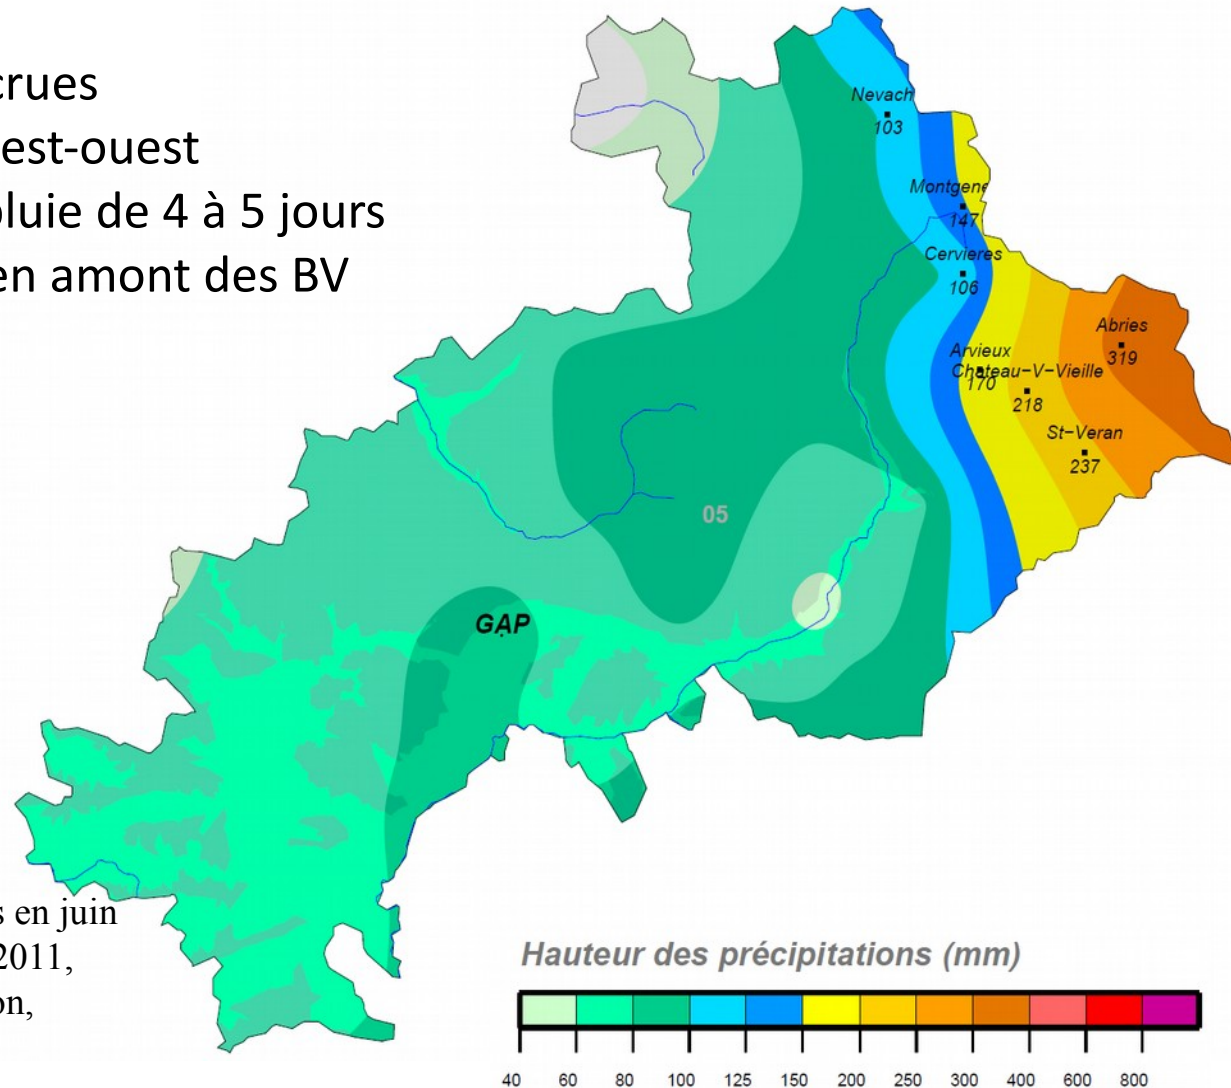 crues
est-ouest
pluie de 4 à 5 jours
en amont des BV
Nevach
103
Montgene
147
Cervieres
106
Abries
319
Arvieux
170
Chateau-V-Vieille
218
St-Veran
237
05
GAP
s en juin
2011,
on,
Hauteur des précipitations (mm)
40 60 80 100 125 150 200 250 300 400 600 800